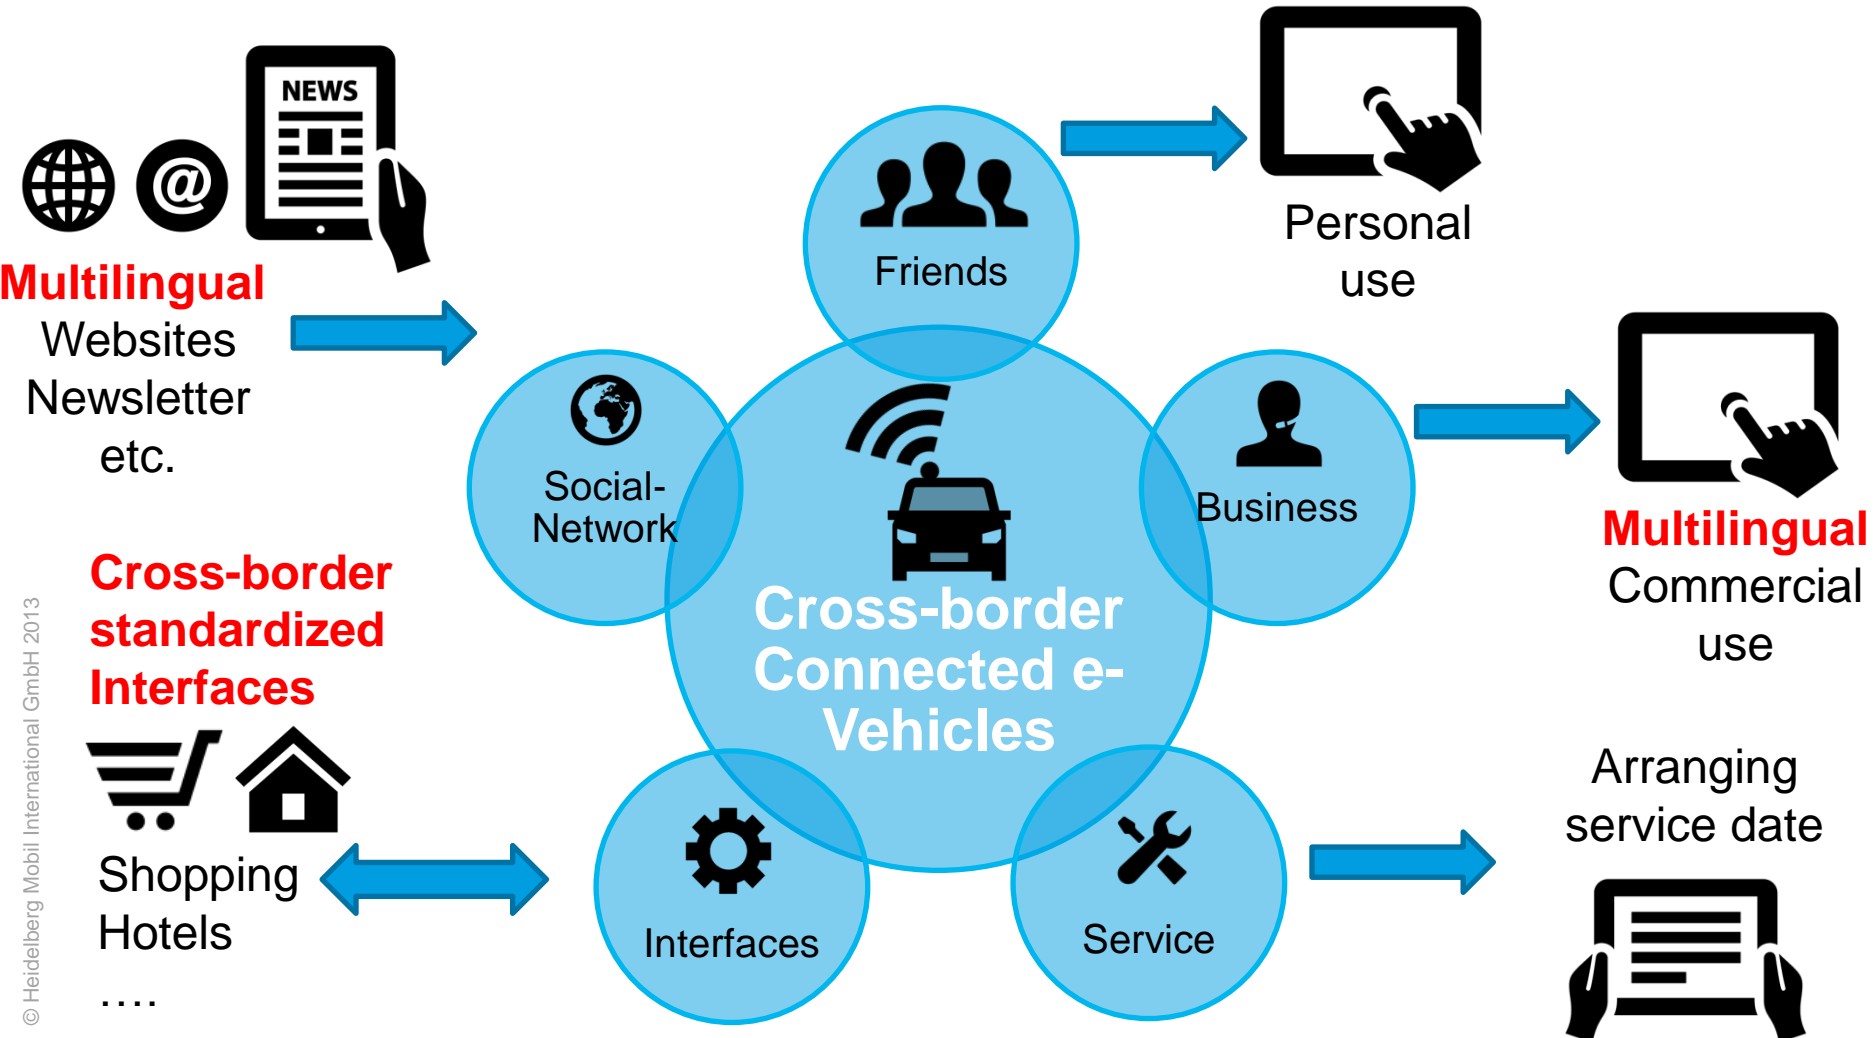 NEWS
@
Multilingual
Websites
Newsletter
etc.
Cross-border
standardized
Interfaces
Shopping
Hotels
….
Friends
Social-
Network
Business
Cross-border
Connected e-
Vehicles
Interfaces
Service
Personal
use
Multilingual
Commercial
use
Arranging
service date
© Heidelberg Mobil International GmbH 2013